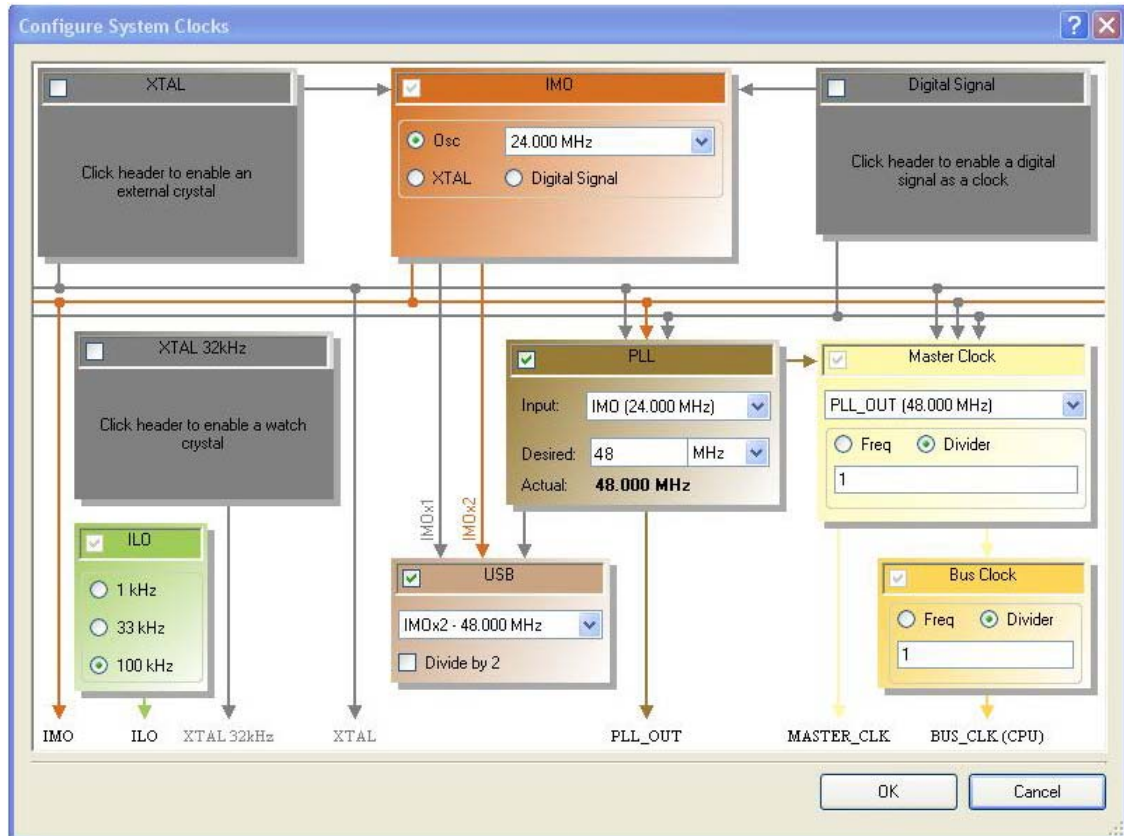 Configure System Clocks
XTAL
Click header to enable an
external crystal
IMO
Osc
24.000 MHz
XTAL
Digital Signal
Digital Signal
Click header to enable a digital
signal as a clock
XTAL 32kHz
Click header to enable a watch
crystal
PLL
Input:
IMO (24.000 MHz)
Desired:
48
MHz
Actual:
48.000 MHz
Master Clock
PLL_OUT (48.000 MHz)
Freq
Divider
1
IMOx1
IMOx2
ILO
1 kHz
33 kHz
100 kHz
USB
IMOx2 - 48.000 MHz
Divide by 2
Bus Clock
Freq
Divider
1
IMO
ILO
XTAL 32kHz
XTAL
PLL_OUT
MASTER_CLK
BUS_CLK (CPU)
OK
Cancel